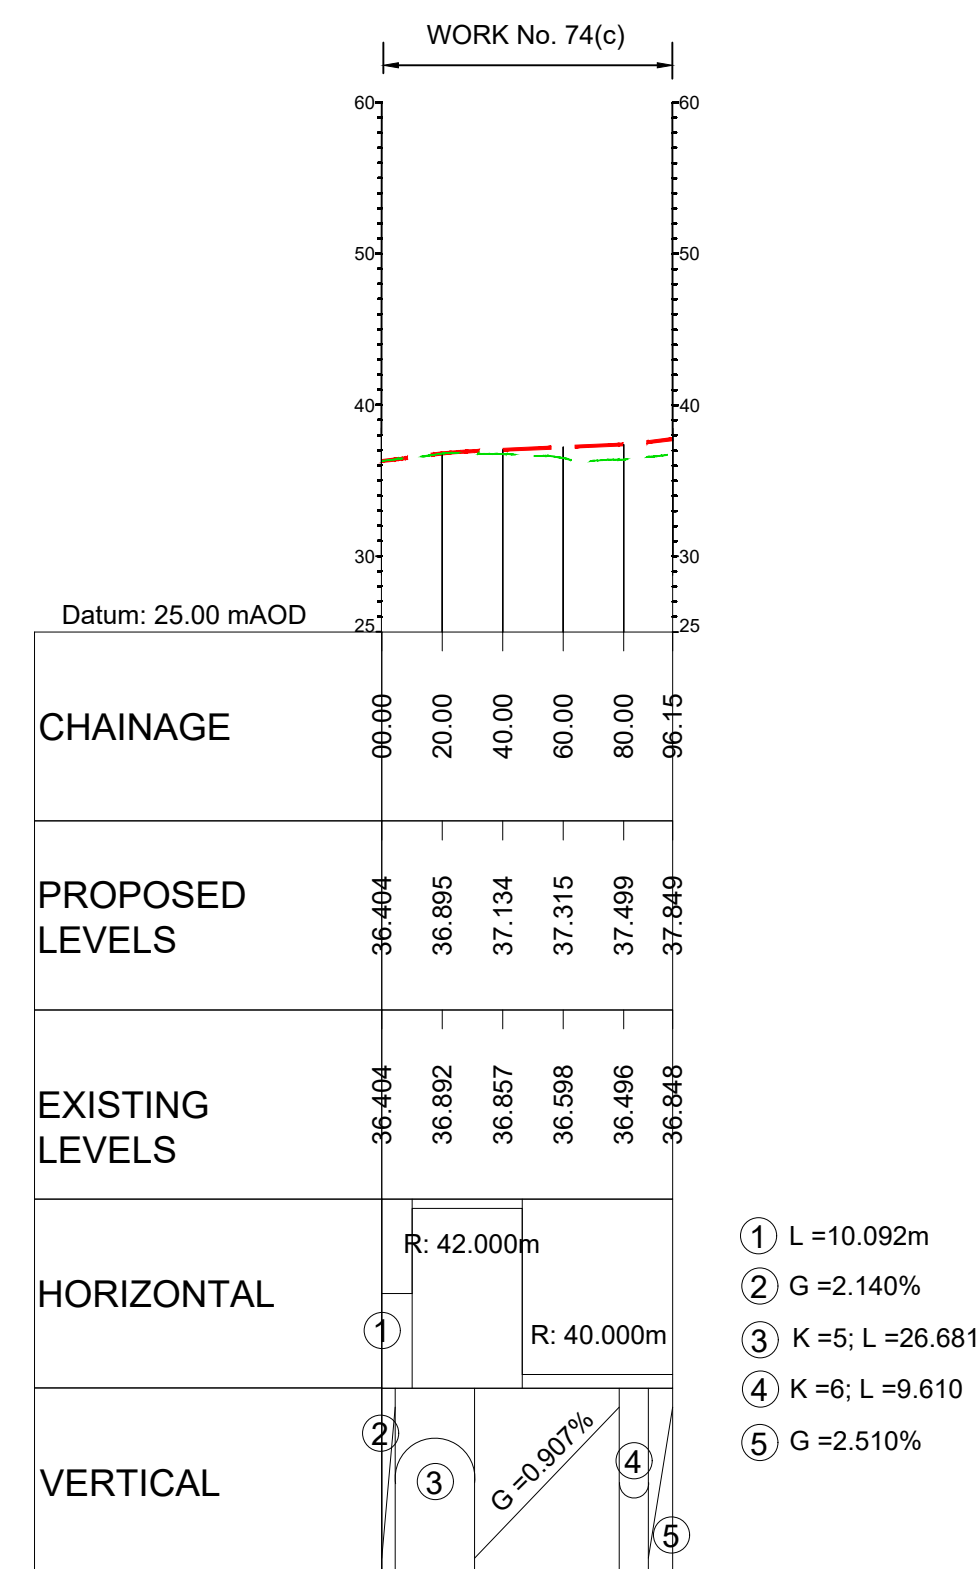 WORK No. 74(c)
60 60
50 50
40 40
30 30
25 25
Datum: 25.00 mAOD
CHAINAGE
00.00 20.00 40.00 60.00 80.00 96.15
PROPOSED
LEVELS
36.404 36.895 37.134 37.315 37.499 37.849
EXISTING
LEVELS
36.404 36.892 36.857 36.598 36.496 36.848
HORIZONTAL
1
R: 42.000m
R: 40.000m
VERTICAL
2
3
G =0.907%
4
5
1 L =10.092m
2 G =2.140%
3 K =5; L =26.681
4 K =6; L =9.610
5 G =2.510%